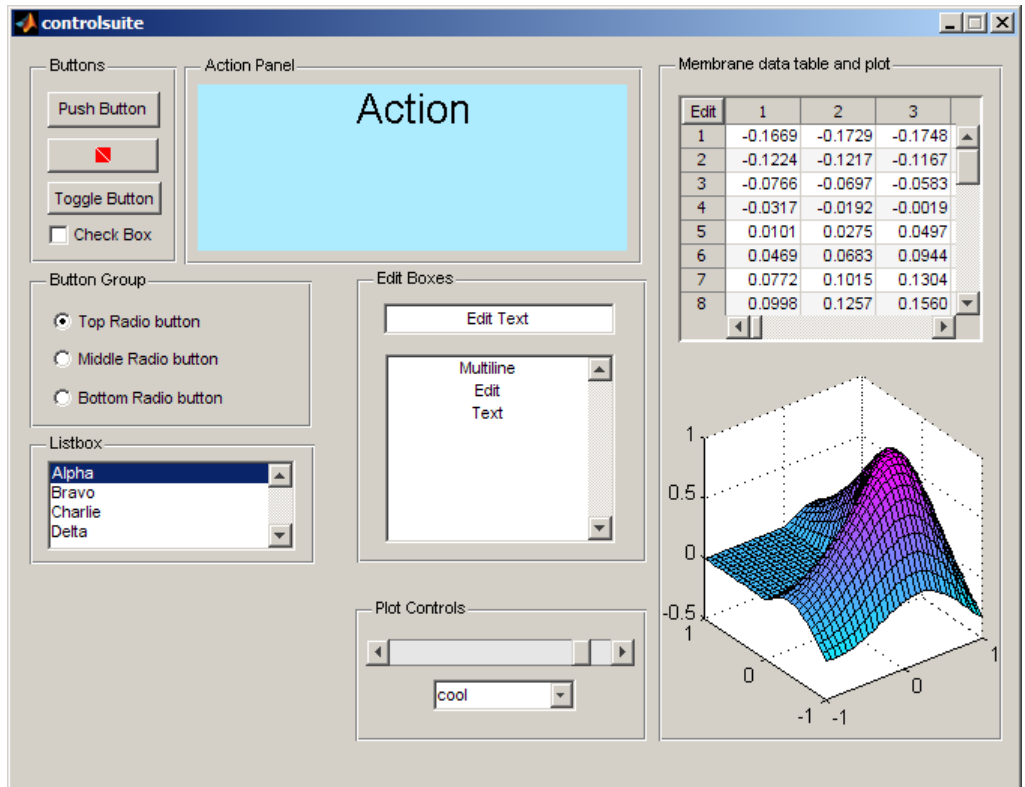 controlsuite
Buttons
Push Button
Toggle Button
Check Box
Action Panel
Action
Button Group
Top Radio button
Middle Radio button
Bottom Radio button
Listbox
Alpha
Bravo
Charlie
Delta
Edit Boxes
Edit Text
Multiline
Edit
Text
Plot Controls
cool
Membrane data table and plot
Edit 1 2 3
1 -0.1669 -0.1729 -0.1748
2 -0.1224 -0.1217 -0.1167
3 -0.0766 -0.0697 -0.0583
4 -0.0317 -0.0192 -0.0019
5 0.0101 0.0275 0.0497
6 0.0469 0.0683 0.0944
7 0.0772 0.1015 0.1304
8 0.0998 0.1257 0.1560
1
0.5
0
-0.5
1
0
-1
-1
0
1